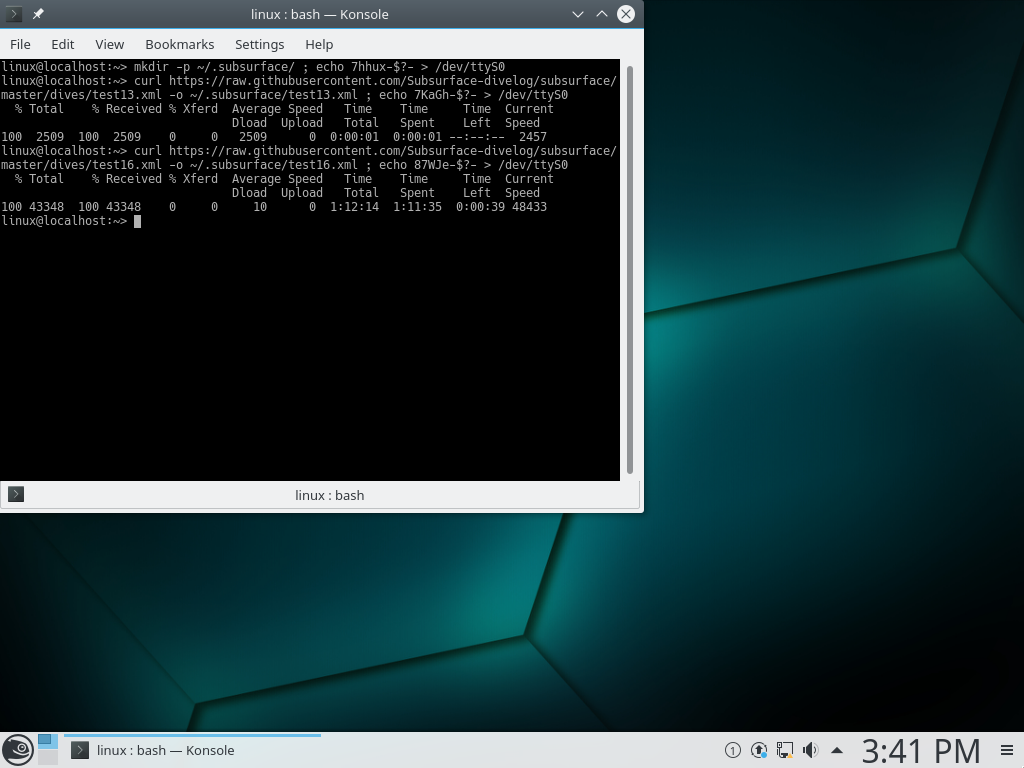 linux : bash — Konsole
File Edit View Bookmarks Settings Help
linux@localhost:~> mkdir -p ~/.subsurface/ ; echo 7hhux-$?- > /dev/ttyS0
linux@localhost:~> curl https://raw.githubusercontent.com/Subsurface-divelog/subsurface/
master/dives/test13.xml -o ~/.subsurface/test13.xml ; echo 7KaGh-$?- > /dev/ttyS0
% Total % Received % Xferd Average Speed Time Time Time Current
Dload Upload Total Spent Left Speed
100 2509 100 2509 0 0 2509 0 0:00:01 0:00:01 --:--:-- 2457
linux@localhost:~> curl https://raw.githubusercontent.com/Subsurface-divelog/subsurface/
master/dives/test16.xml -o ~/.subsurface/test16.xml ; echo 87WJe-$?- > /dev/ttyS0
% Total % Received % Xferd Average Speed Time Time Time Current
Dload Upload Total Spent Left Speed
100 43348 100 43348 0 0 10 0 1:12:14 1:11:35 0:00:39 48433
linux@localhost:~>
linux : bash
linux : bash — Konsole
1
3:41 PM